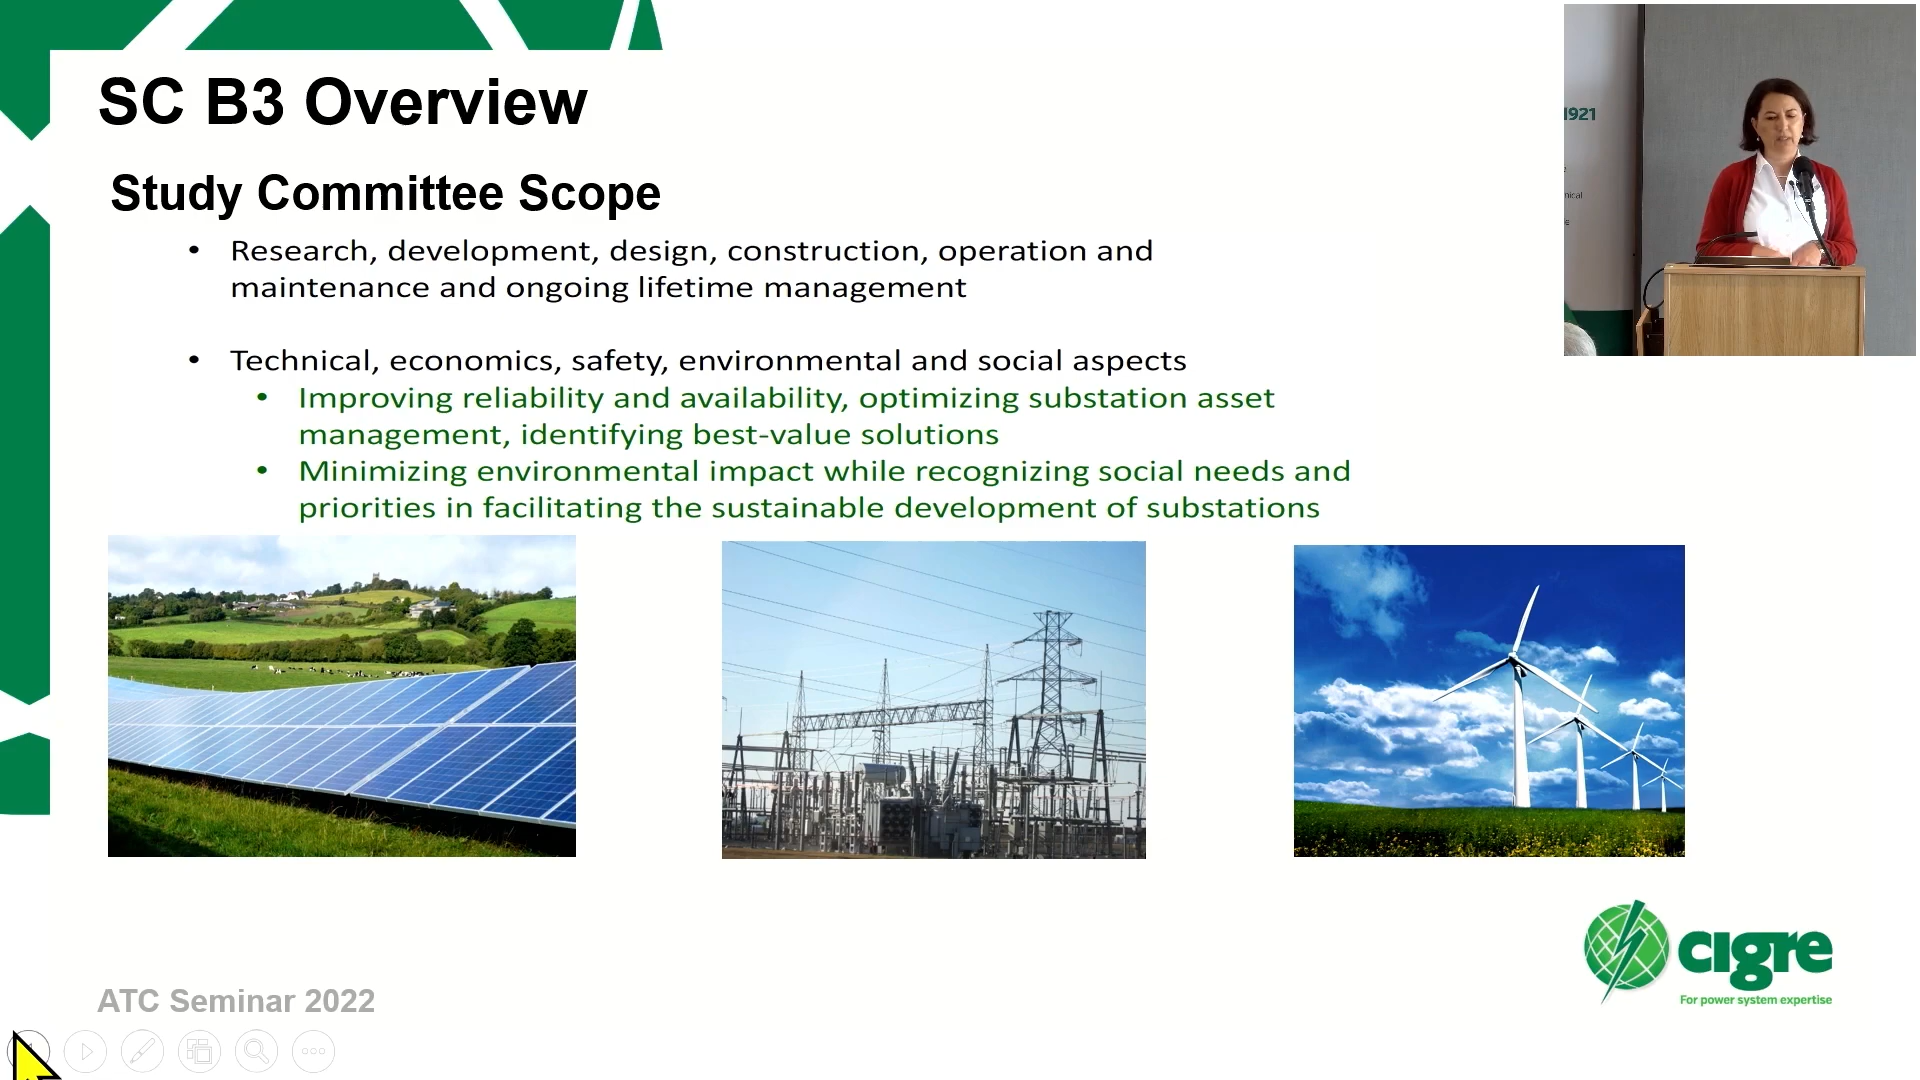 SC B3 Overview
Study Committee Scope
• Research, development, design, construction, operation and
maintenance and ongoing lifetime management
• Technical, economics, safety, environmental and social aspects
• Improving reliability and availability, optimizing substation asset
management, identifying best-value solutions
• Minimizing environmental impact while recognizing social needs and
priorities in facilitating the sustainable development of substations
1921
cigre
For power system expertise
ATC Seminar 2022